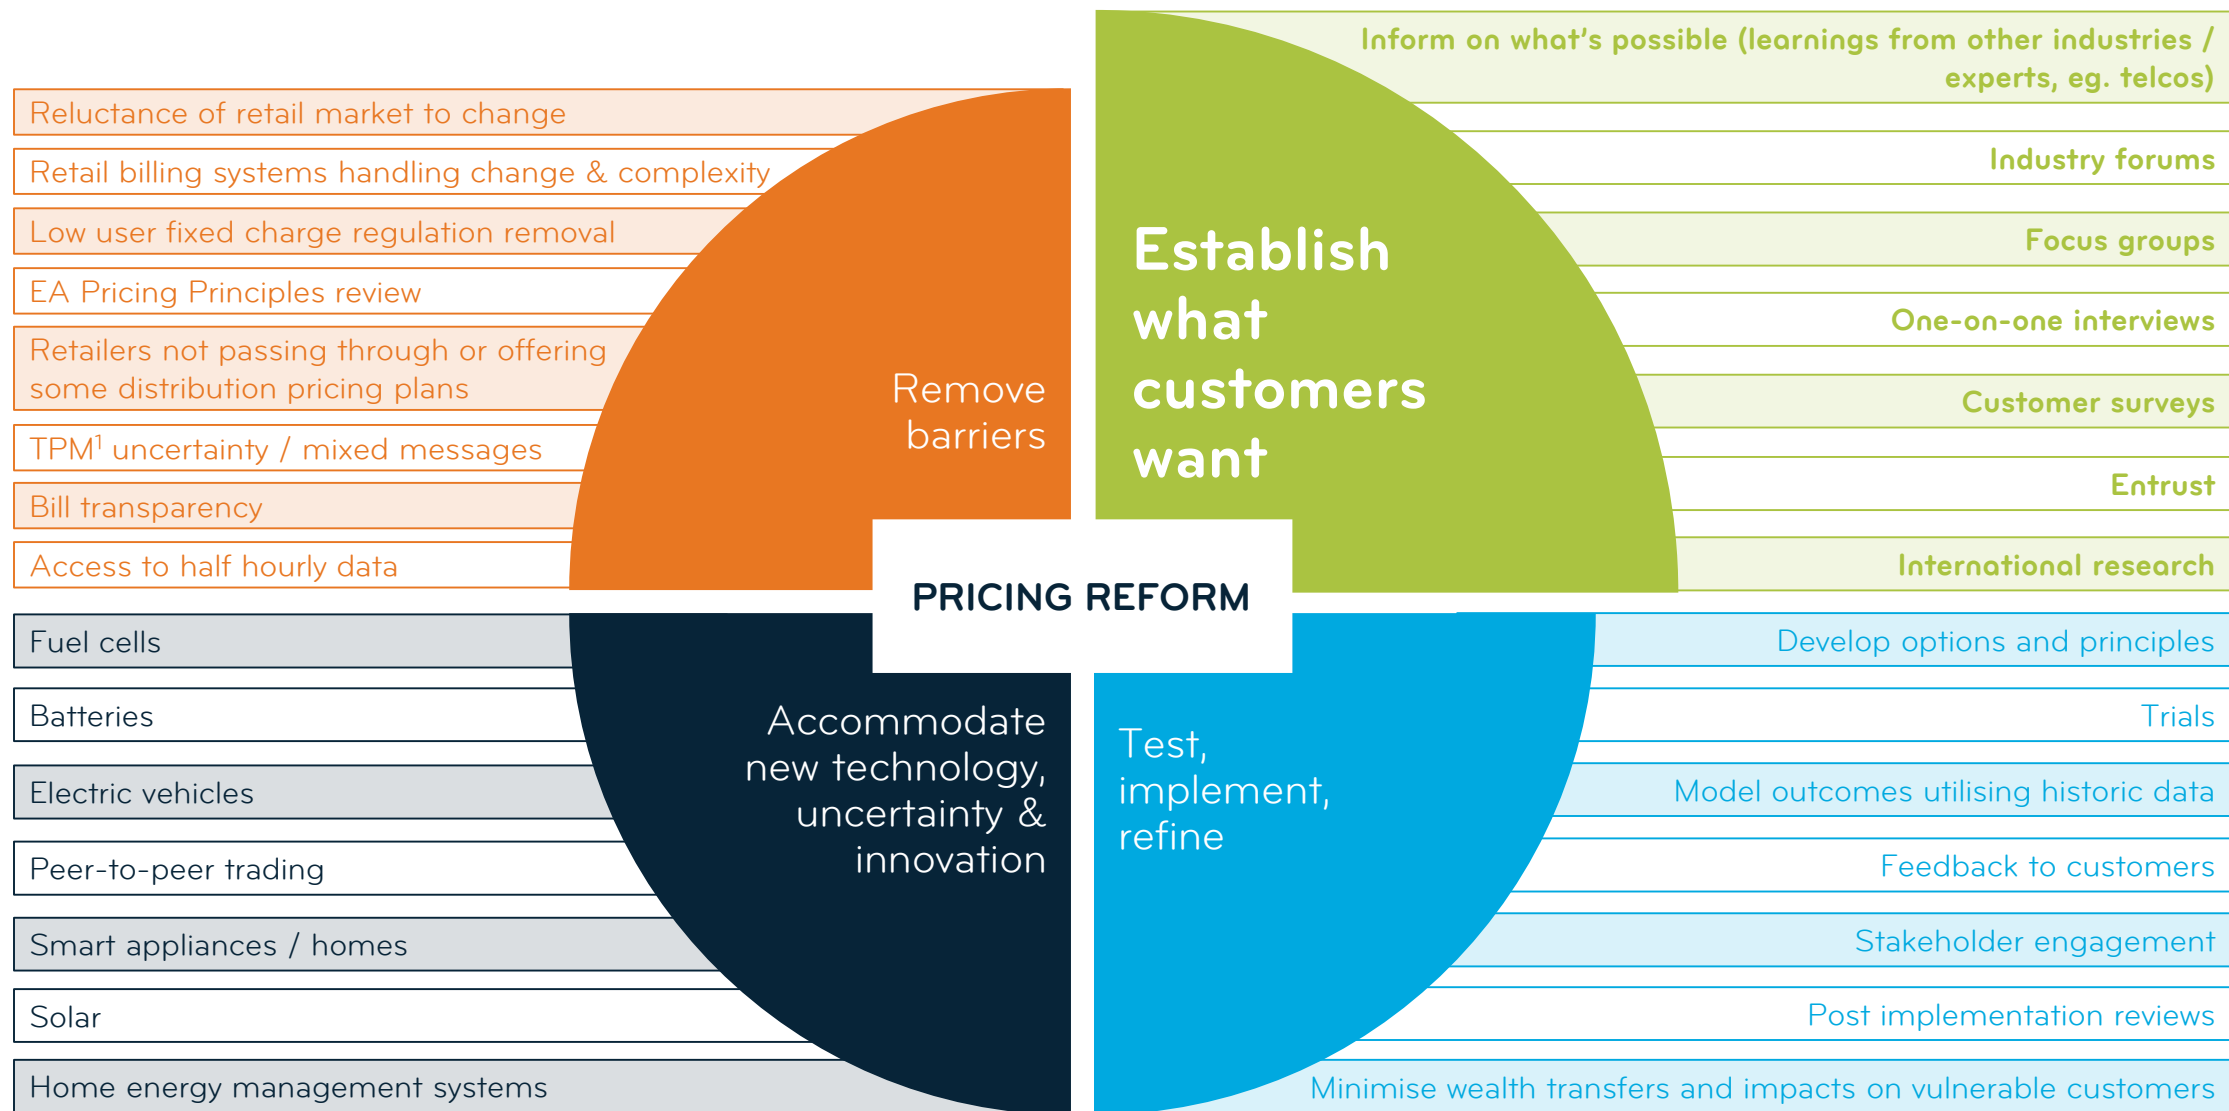 Reluctance of retail market to change
Retail billing systems handling change & complexity
Low user fixed charge regulation removal
EA Pricing Principles review
Retailers not passing through or offering
some distribution pricing plans
TPM¹ uncertainty / mixed messages
Bill transparency
Access to half hourly data
Remove
barriers
Establish
what
customers
want
Inform on what's possible (learnings from other industries /
experts, eg. telcos)
Industry forums
Focus groups
One-on-one interviews
Customer surveys
Entrust
International research
PRICING REFORM
Fuel cells
Batteries
Electric vehicles
Peer-to-peer trading
Smart appliances / homes
Solar
Home energy management systems
Accommodate
new technology,
uncertainty &
innovation
Test,
implement,
refine
Develop options and principles
Trials
Model outcomes utilising historic data
Feedback to customers
Stakeholder engagement
Post implementation reviews
Minimise wealth transfers and impacts on vulnerable customers